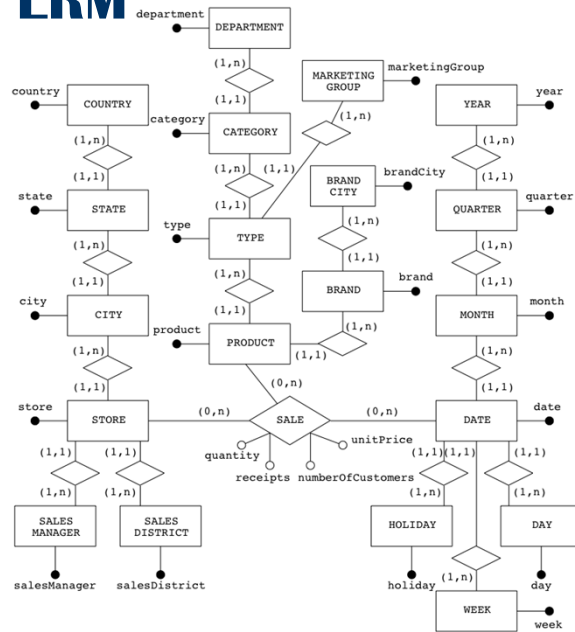 ERM
department
DEPARTMENT
(1,n)
(1,1)
MARKETING
GROUP
marketingGroup
(1,n)
country
COUNTRY
(1,n)
(1,1)
category
CATEGORY
(1,n)
(1,1)
(1,1)
YEAR
year
(1,n)
(1,1)
state
STATE
(1,n)
(1,1)
type
TYPE
(1,n)
(1,1)
BRAND
CITY
brandCity
(1,n)
(1,1)
QUARTER
quarter
(1,n)
(1,1)
city
CITY
(1,n)
(1,1)
product
PRODUCT
(1,1)
BRAND
brand
(1,n)
MONTH
month
(1,n)
(1,1)
(0,n)
store
STORE
(0,n)
SALE
(0,n)
DATE
date
quantity
receipts
numberOfCustomers
unitPrice
(1,1)
(1,n)
(1,1)
(1,n)
(1,1)
(1,n)
(1,1)
(1,n)
(1,1)
(1,n)
SALES
MANAGER
salesManager
SALES
DISTRICT
salesDistrict
HOLIDAY
holiday
DAY
day
WEEK
week